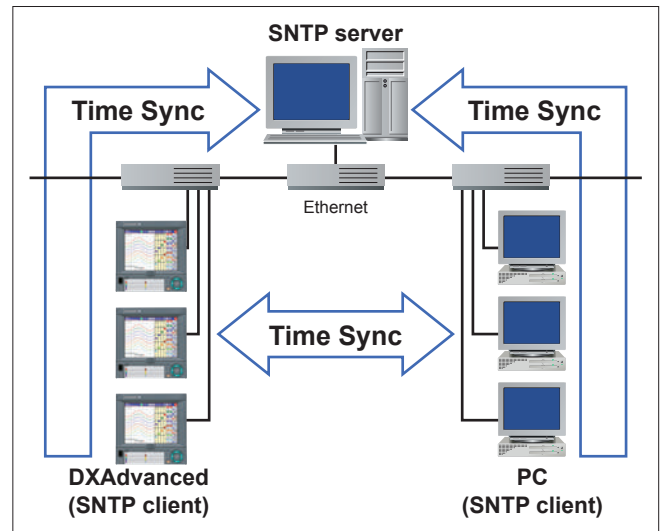 SNTP server
Time Sync
Time Sync
Ethernet
Time Sync
DXAdvanced
(SNTP client)
PC
(SNTP client)